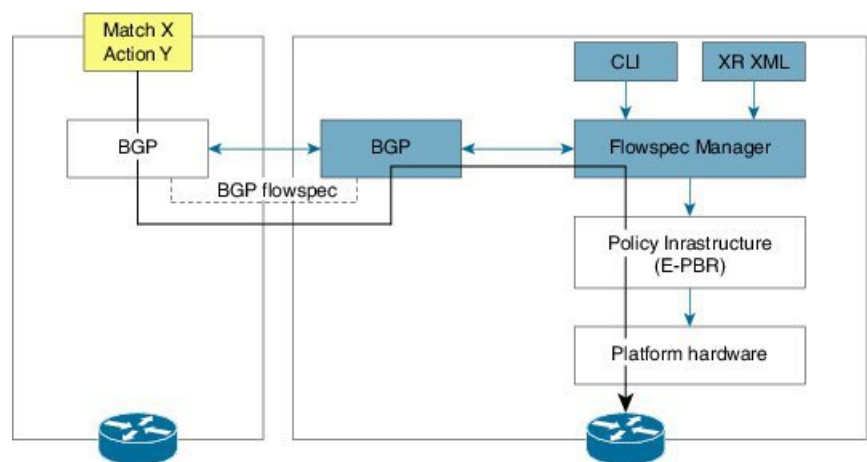 Match X
Action Y
CLI
XR XML
BGP
BGP
Flowspec Manager
BGP flowspec
Policy Inrastructure
(E-PBR)
Platform hardware